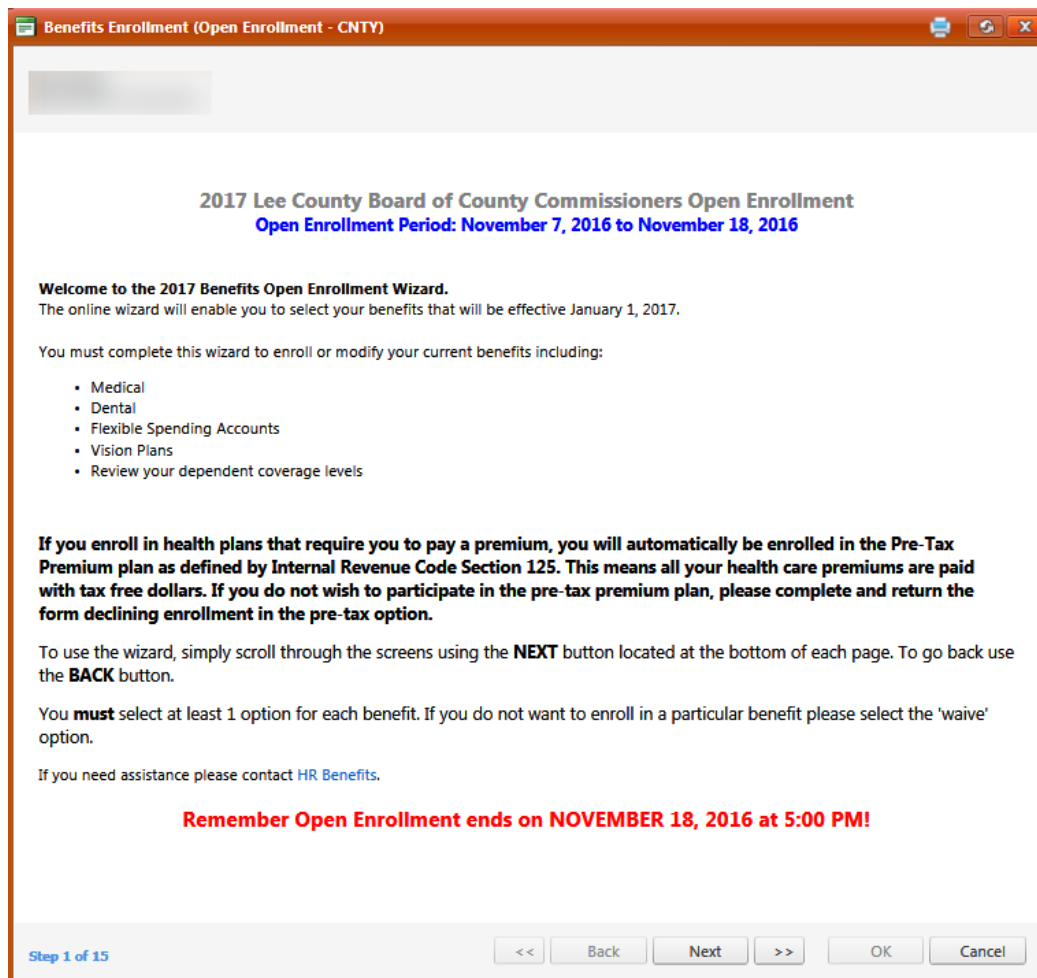 Benefits Enrollment (Open Enrollment - CNTY)
2017 Lee County Board of County Commissioners Open Enrollment
Open Enrollment Period: November 7, 2016 to November 18, 2016
Welcome to the 2017 Benefits Open Enrollment Wizard.
The online wizard will enable you to select your benefits that will be effective January 1, 2017.
You must complete this wizard to enroll or modify your current benefits including:
• Medical
• Dental
• Flexible Spending Accounts
• Vision Plans
• Review your dependent coverage levels
If you enroll in health plans that require you to pay a premium, you will automatically be enrolled in the Pre-Tax
Premium plan as defined by Internal Revenue Code Section 125. This means all your health care premiums are paid
with tax free dollars. If you do not wish to participate in the pre-tax premium plan, please complete and return the
form declining enrollment in the pre-tax option.
To use the wizard, simply scroll through the screens using the NEXT button located at the bottom of each page. To go back use
the BACK button.
You must select at least 1 option for each benefit. If you do not want to enroll in a particular benefit please select the 'waive'
option.
If you need assistance please contact HR Benefits.
Remember Open Enrollment ends on NOVEMBER 18, 2016 at 5:00 PM!
Step 1 of 15 << Back Next >> OK Cancel